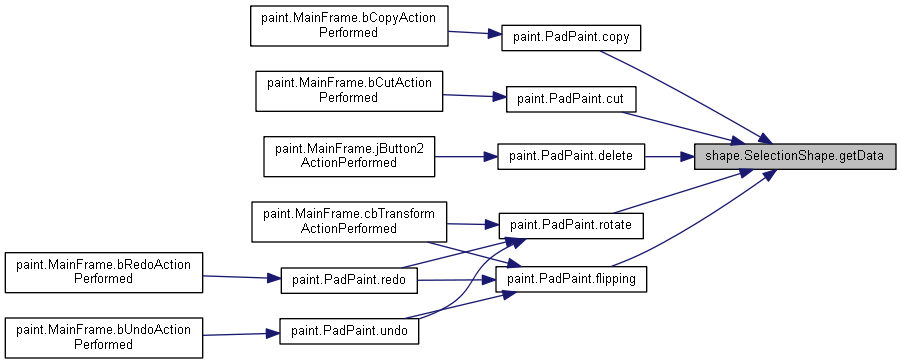 paint.MainFrame.bCopyAction
Performed
paint.PadPaint.copy
paint.MainFrame.bCutAction
Performed
paint.PadPaint.cut
paint.MainFrame.jButton2
ActionPerformed
paint.PadPaint.delete
shape.SelectionShape.getData
paint.MainFrame.cbTransform
ActionPerformed
paint.PadPaint.rotate
paint.MainFrame.bRedoAction
Performed
paint.PadPaint.redo
paint.PadPaint.flipping
paint.MainFrame.bUndoAction
Performed
paint.PadPaint.undo